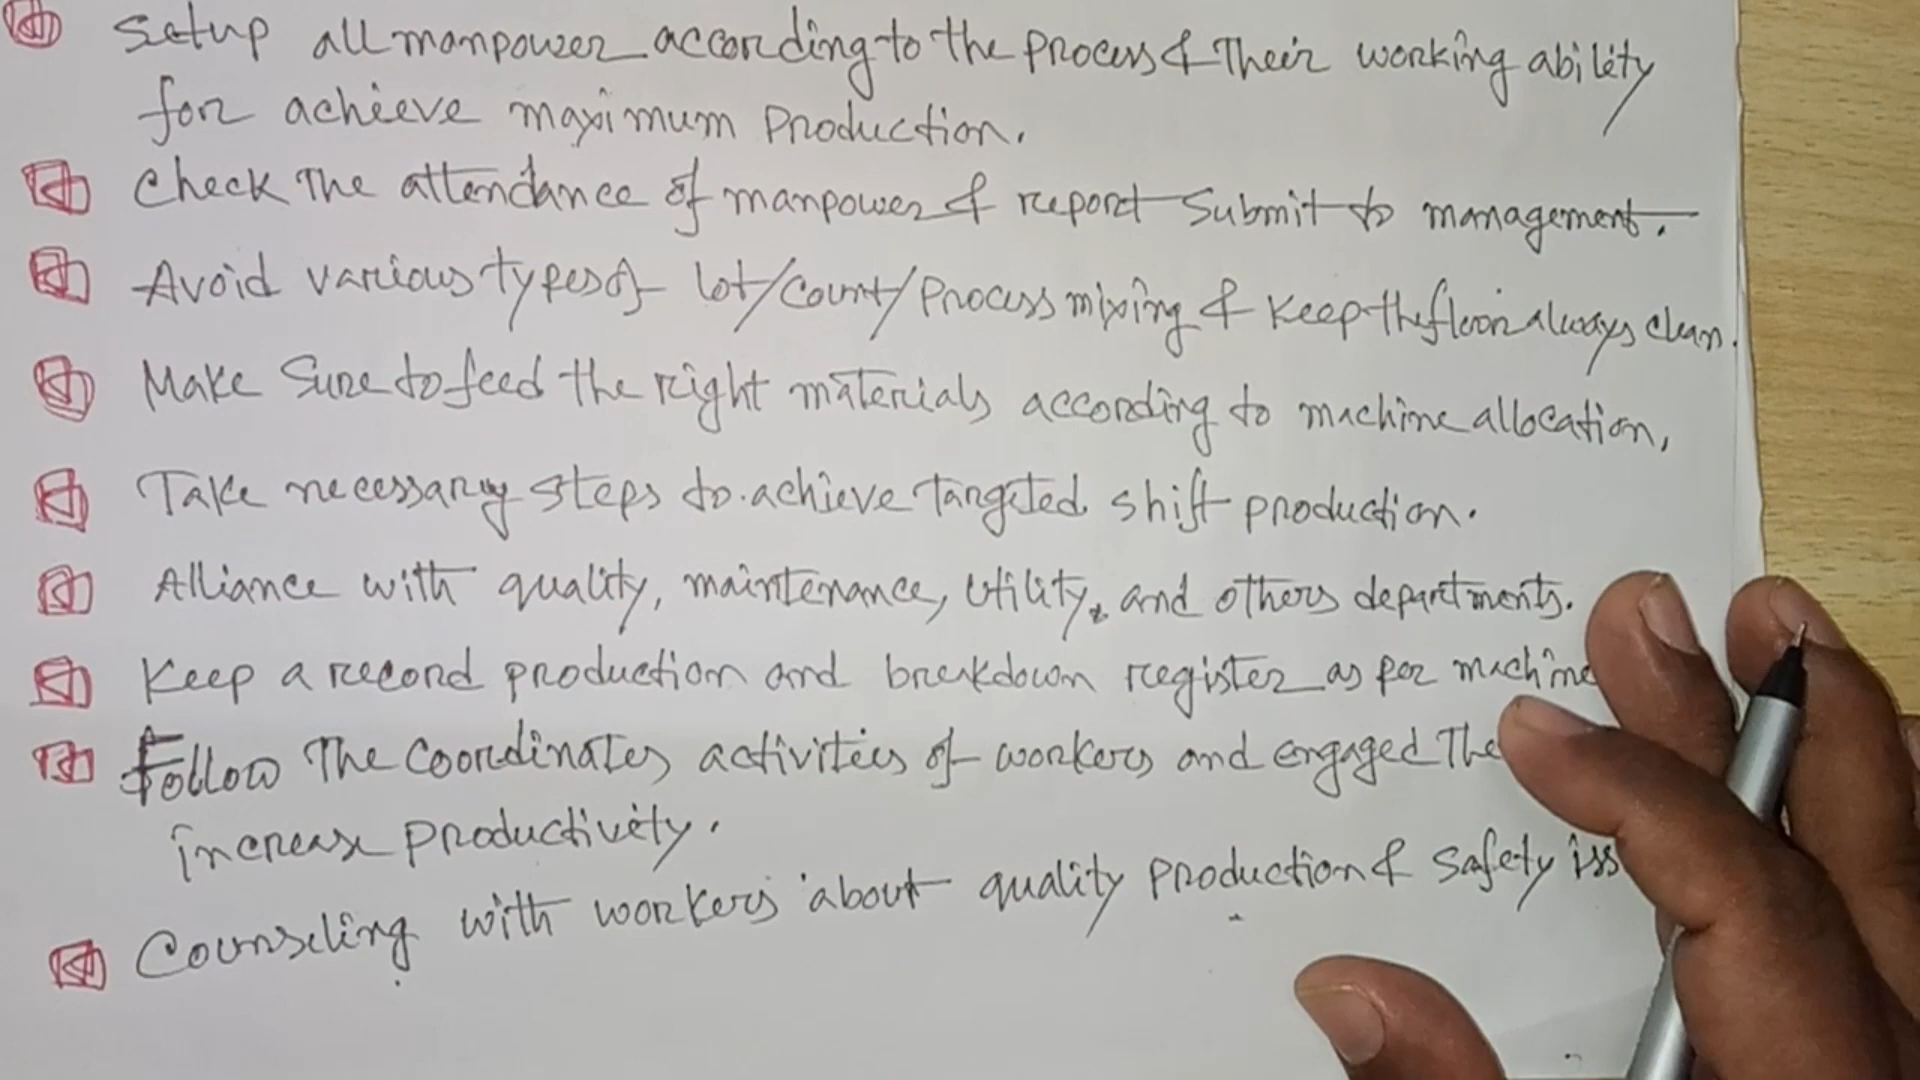 Setup all manpower according to the process & Their working ability
for achieve maximum production.
Check The attendance of manpower & report Submit to management.
Avoid various types of lot/count/process mixing & Keep the floor always clean.
Make Sure to feed the right materials according to machine allocation,
Take necessary steps to achieve targeted shift production.
Alliance with quality, maintenance, Utility, and others departments.
Keep a record production and breakdown register as per machine
Follow The coordinates activities of workers and engaged The
increase productivity.
Counseling with workers about quality production & Safety iss